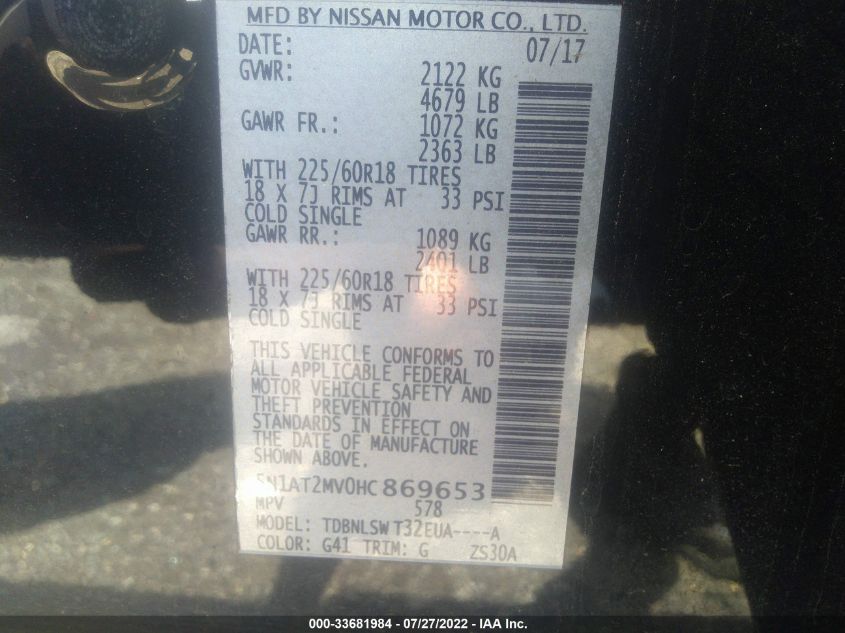 MFD BY NISSAN MOTOR CO., LTD.
DATE: 07/17
GVWR: 2122 KG
4679 LB
GAWR FR.: 1072 KG
2363 LB
WITH 225/60R18 TIRES
18 X 7J RIMS AT 33 PSI
COLD SINGLE
GAWR RR.: 1089 KG
2401 LB
WITH 225/60R18 TIRES
18 X 7J RIMS AT 33 PSI
COLD SINGLE
THIS VEHICLE CONFORMS TO
ALL APPLICABLE FEDERAL
MOTOR VEHICLE SAFETY AND
THEFT PREVENTION
STANDARDS IN EFFECT ON
THE DATE OF MANUFACTURE
SHOWN ABOVE.
5N1AT2MV0HC869653
MPV 578
MODEL: TDBNLSW T32EUA----A
COLOR: G41 TRIM: G ZS30A
000-33681984 - 07/27/2022 - IAA Inc.